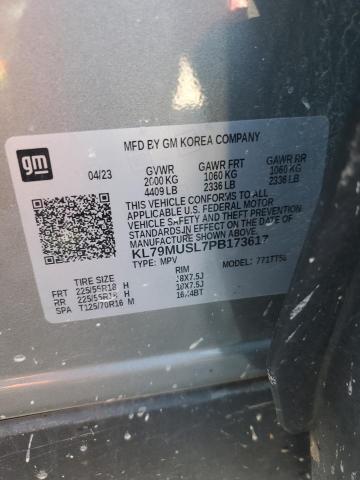 gm
MFD BY GM KOREA COMPANY
04/23 GVWR GAWR FRT GAWR RR
2000 KG 1060 KG 1060 KG
4409 LB 2336 LB 2336 LB
THIS VEHICLE CONFORMS TO ALL
APPLICABLE U.S. FEDERAL MOTOR
VEHICLE SAFETY AND THEFT
PREVENTION STANDARDS IN EFFECT
ON THE DATE OF MANUFACTURE
SHOWN ABOVE.
KL79MUSL7PB173617
TYPE: MPV MODEL:
TIRE SIZE RIM
FRT 225/55R18 H 18X7.5J
RR 225/55R18 H 18X7.5J
SPA T125/70R16 M 16X4BT